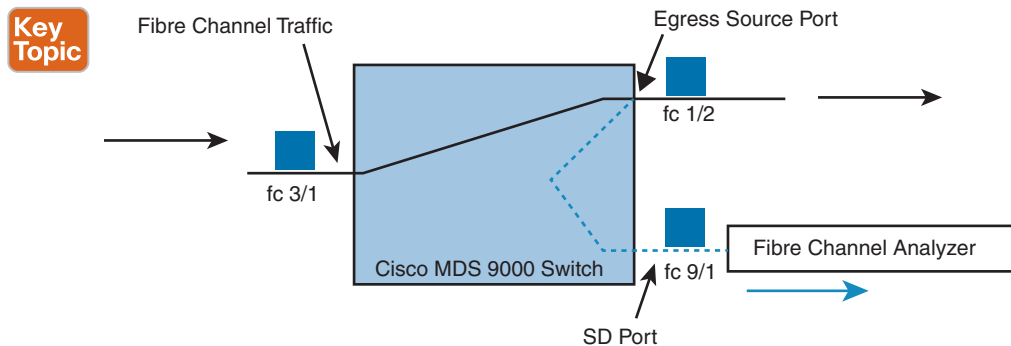 Key
Topic
Fibre Channel Traffic
Egress Source Port
fc 1/2
fc 3/1
Cisco MDS 9000 Switch
fc 9/1
Fibre Channel Analyzer
SD Port